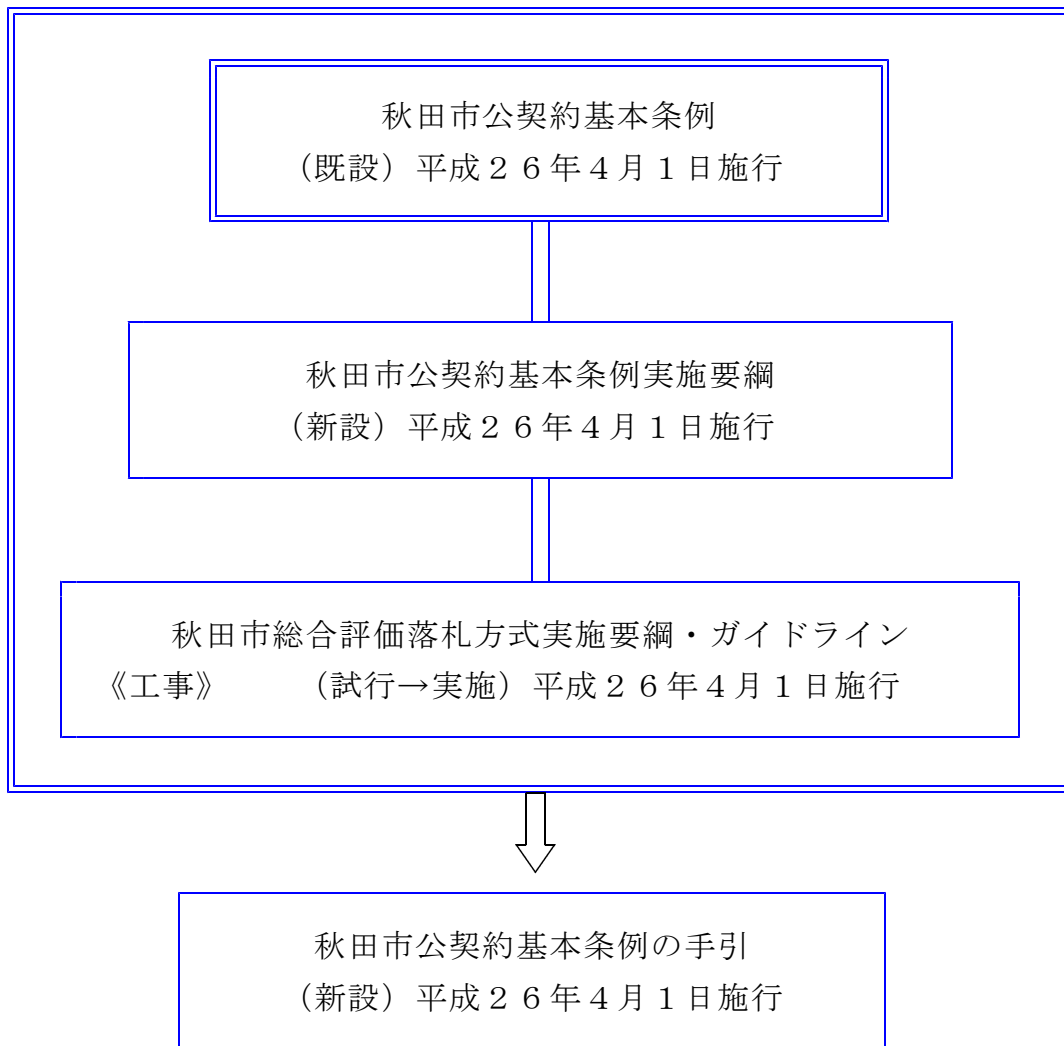 秋田市公契約基本条例
（既設）平成２６年４月１日施行
秋田市公契約基本条例実施要綱
（新設）平成２６年４月１日施行
秋田市総合評価落札方式実施要綱・ガイドライン
《工事》　　　（試行→実施）平成２６年４月１日施行
秋田市公契約基本条例の手引
（新設）平成２６年４月１日施行